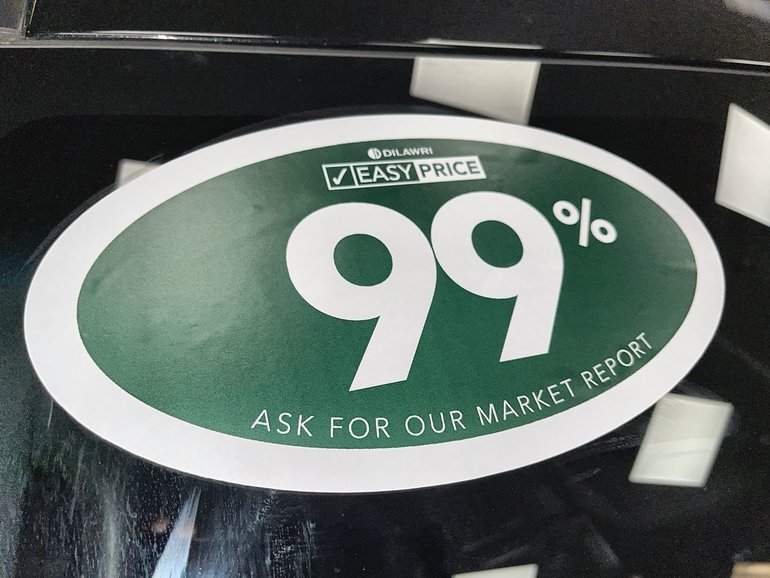 DILAWRI
✓EASY PRICE
99%
ASK FOR OUR MARKET REPORT